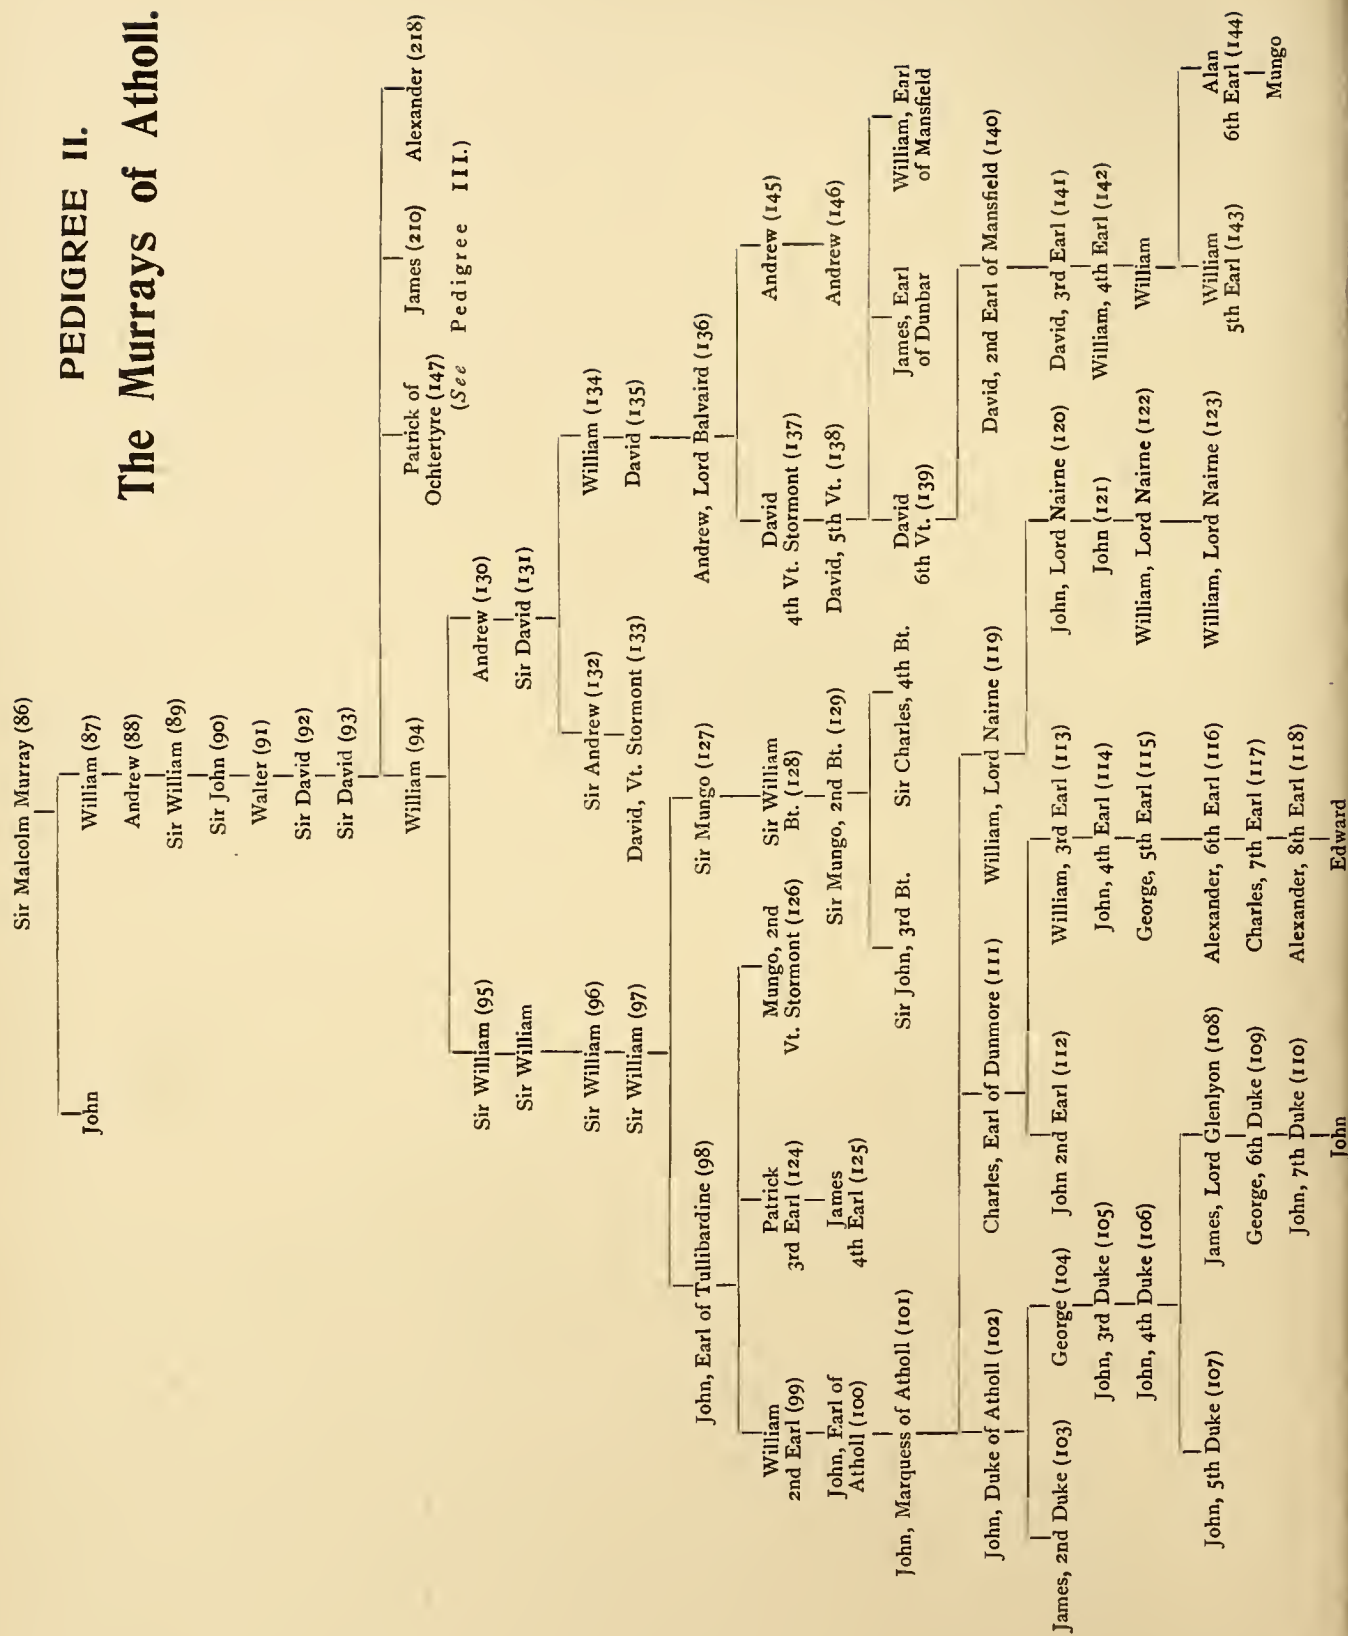 PEDIGREE II.
The Murrays of Atholl.
Sir Malcolm Murray (86)
John
William (87)
Andrew (88)
Sir William (89)
Sir John (90)
Walter (91)
Sir David (92)
Sir David (93)
William (94)
Patrick of
Ochtertyre (147)
James (210)
Alexander (218)
(See Pedigree III.)
Sir William (95)
Andrew (130)
Sir William
Sir David (131)
Sir William (96)
Sir Andrew (132)
William (134)
Sir William (97)
David, Vt. Stormont (133)
David (135)
John, Earl of Tullibardine (98)
Sir Mungo (127)
Andrew, Lord Balvaird (136)
William
2nd Earl (99)
Patrick
3rd Earl (124)
Mungo, 2nd
Vt. Stormont (126)
Sir William
Bt. (128)
David
4th Vt. Stormont (137)
Andrew (145)
John, Earl of
Atholl (100)
James
4th Earl (125)
Sir Mungo, 2nd Bt. (129)
David, 5th Vt. (138)
Andrew (146)
John, Marquess of Atholl (101)
Sir John, 3rd Bt.
Sir Charles, 4th Bt.
David
6th Vt. (139)
James, Earl
of Dunbar
William, Earl
of Mansfield
John, Duke of Atholl (102)
Charles, Earl of Dunmore (111)
William, Lord Nairne (119)
David, 2nd Earl of Mansfield (140)
James, 2nd Duke (103)
George (104)
John 2nd Earl (112)
William, 3rd Earl (113)
John, Lord Nairne (120)
David, 3rd Earl (141)
John, 3rd Duke (105)
John, 4th Earl (114)
John (121)
William, 4th Earl (142)
John, 4th Duke (106)
George, 5th Earl (115)
William, Lord Nairne (122)
William
John, 5th Duke (107)
James, Lord Glenlyon (108)
Alexander, 6th Earl (116)
William, Lord Nairne (123)
William
5th Earl (143)
Alan
6th Earl (144)
George, 6th Duke (109)
Charles, 7th Earl (117)
Mungo
John, 7th Duke (110)
Alexander, 8th Earl (118)
John
Edward